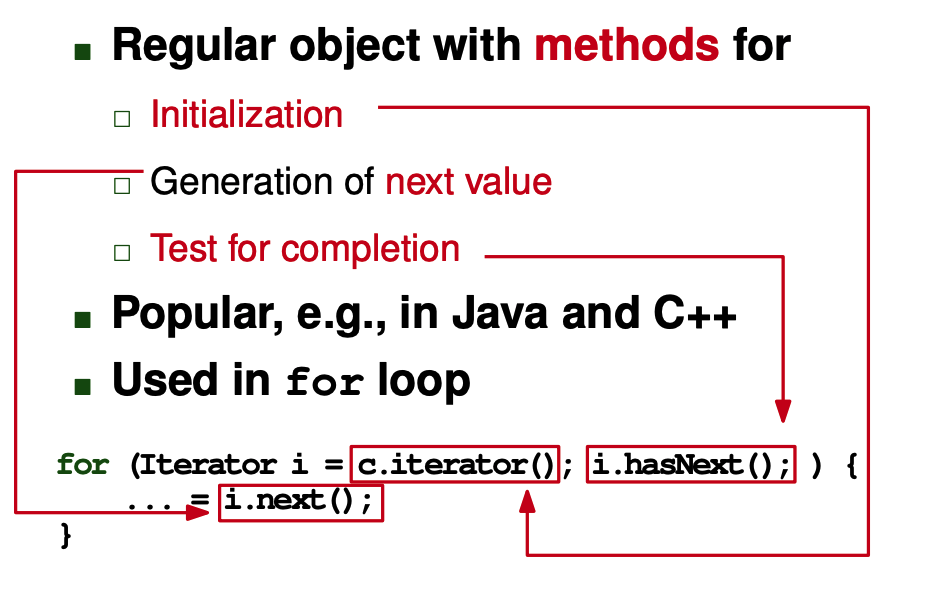 Regular object with methods for
Initialization
Generation of next value
Test for completion
Popular, e.g., in Java and C++
Used in for loop
for (Iterator i = c.iterator(); i.hasNext(); ) {
... = i.next();
}